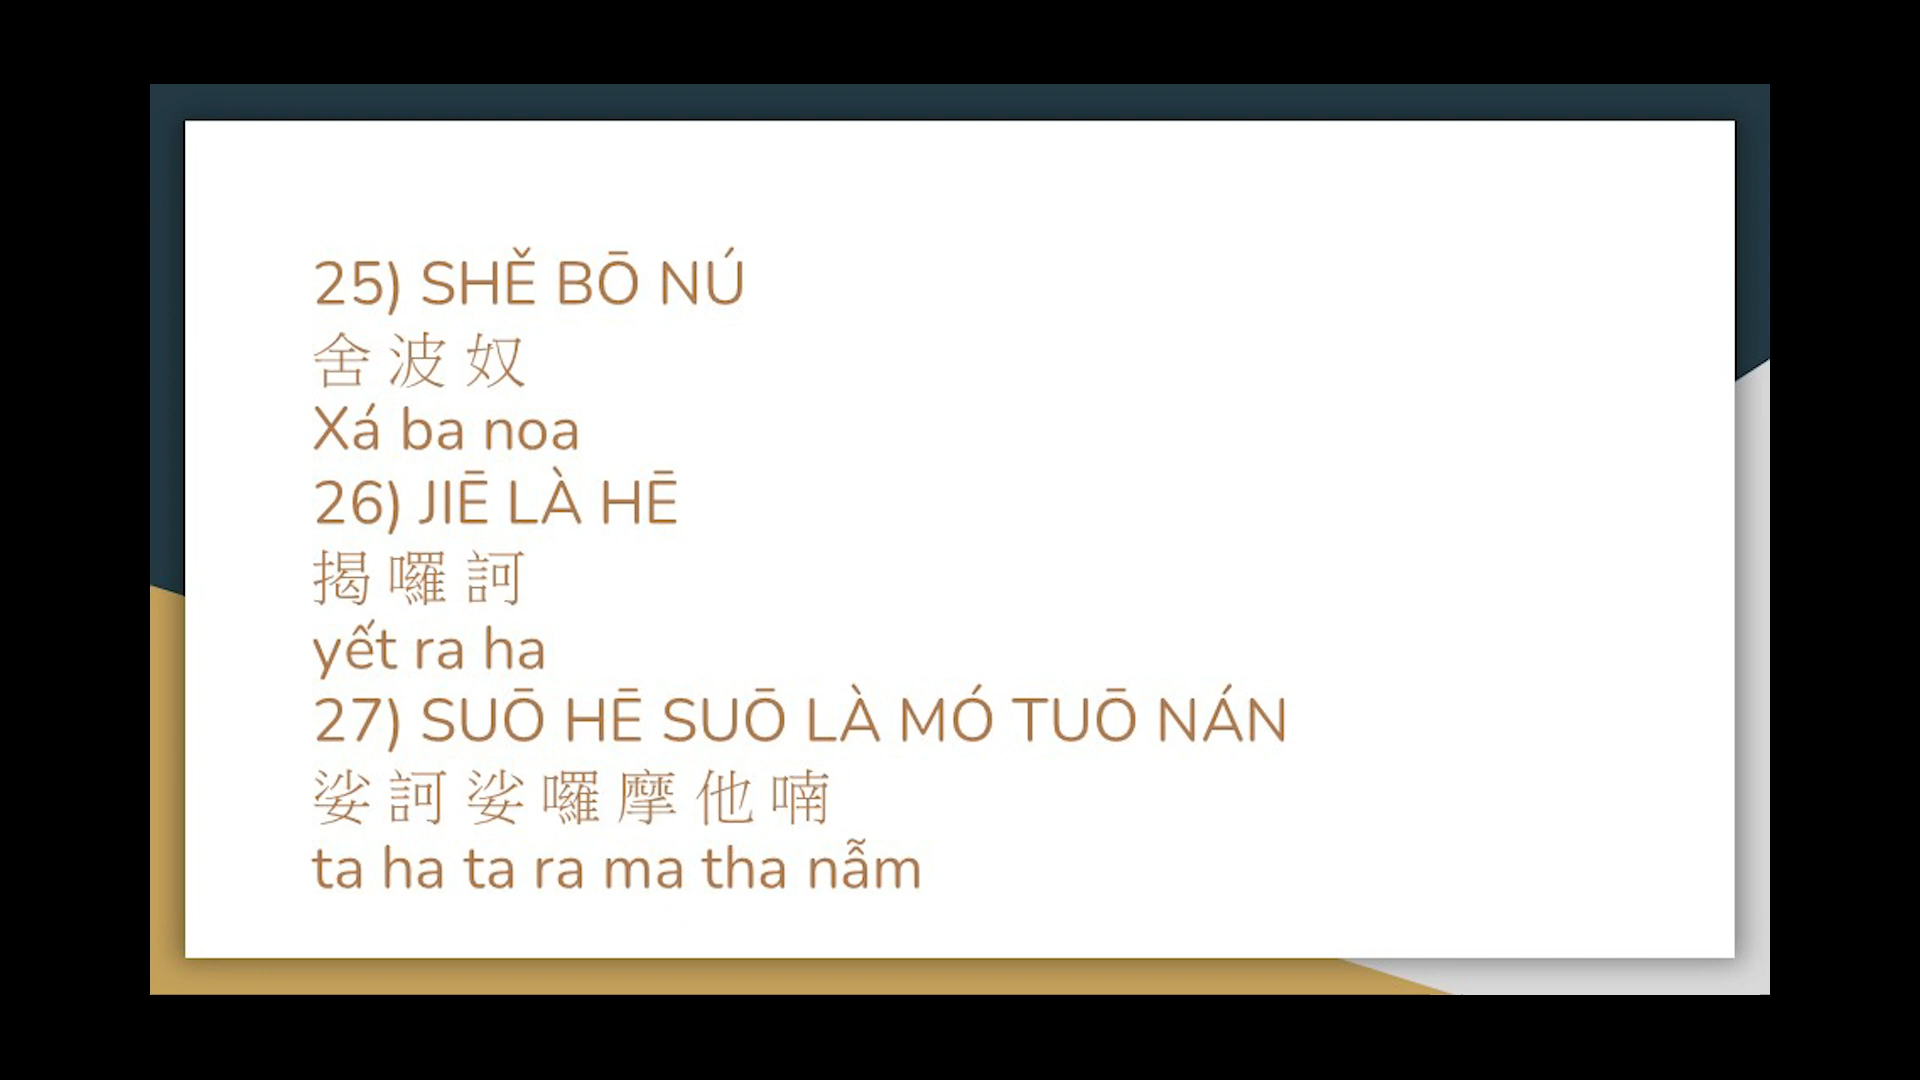 25) SHĚ BŌ NÚ
舍 波 奴
Xá ba noa
26) JIĒ LÀ HĒ
揭 囉 訶
yết ra ha
27) SUŌ HĒ SUŌ LÀ MÓ TUŌ NÁN
娑 訶 娑 囉 摩 他 喃
ta ha ta ra ma tha nẫm